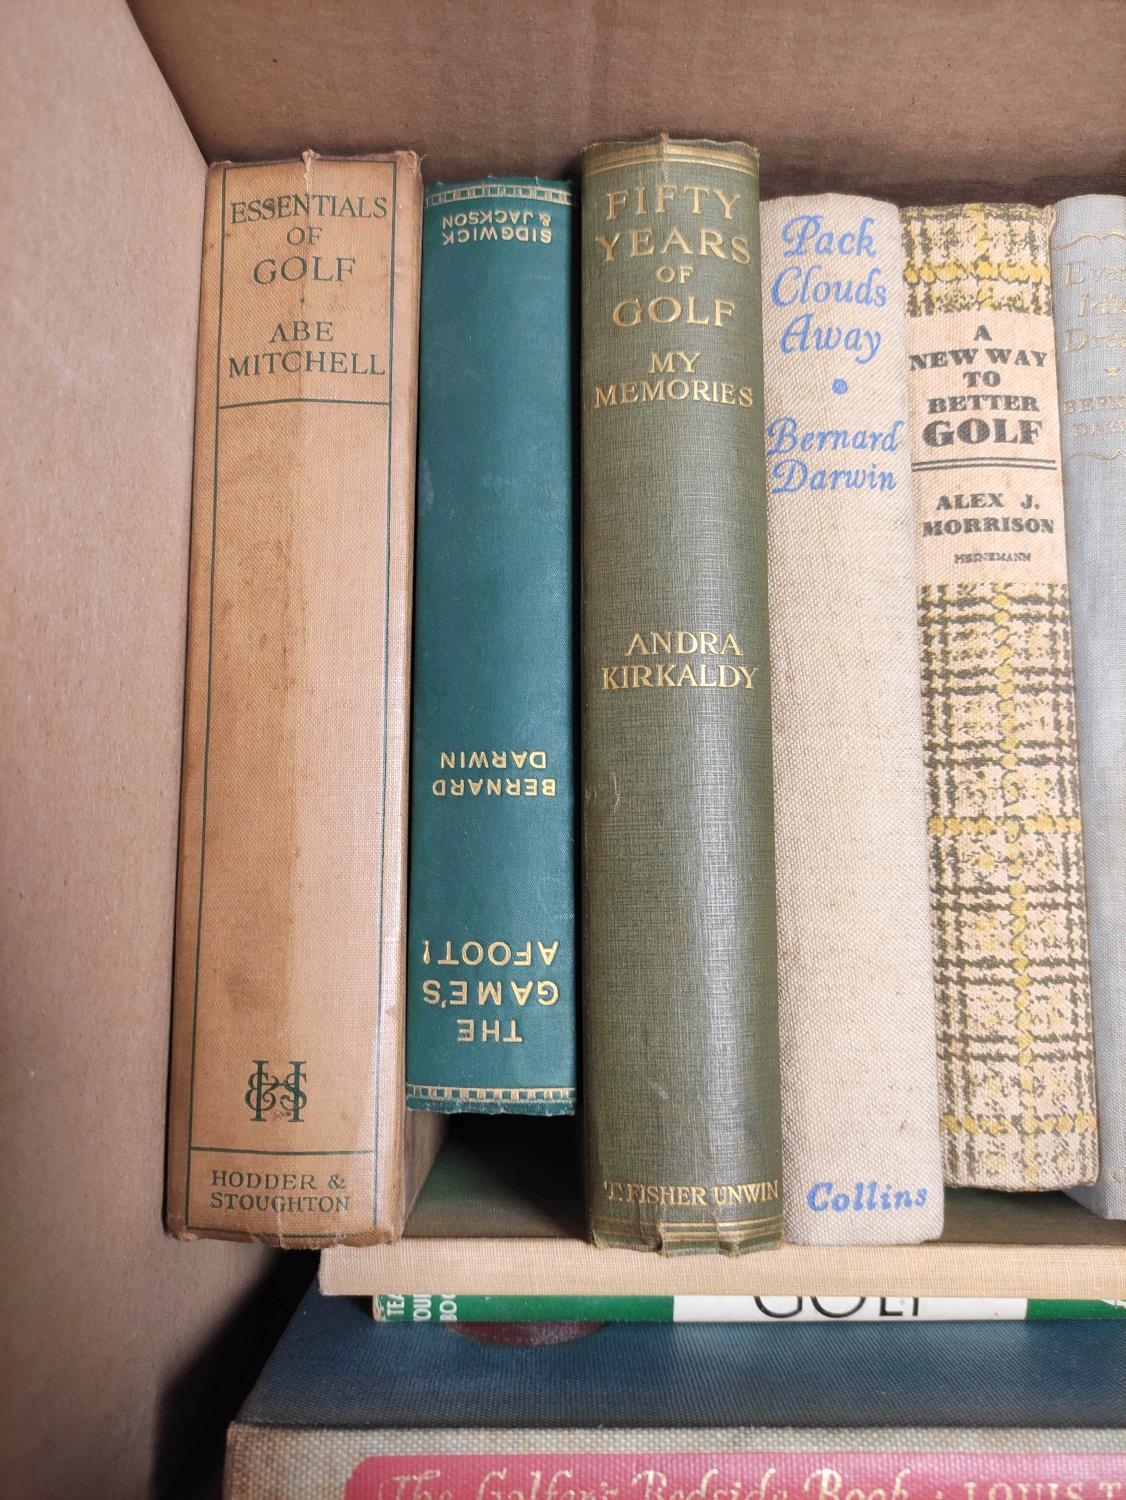 ESSENTIALS
OF
GOLF
ABE
MITCHELL
H&S
HODDER &
STOUGHTON
THE
GAME'S
AFOOT!
BERNARD
DARWIN
SIDGWICK
& JACKSON
FIFTY
YEARS
OF
GOLF
MY
MEMORIES
ANDRA
KIRKALDY
T. FISHER UNWIN
Pack
Clouds
Away
•
Bernard
Darwin
Collins
A
NEW WAY
TO
BETTER
GOLF
ALEX J.
MORRISON
HEINEMANN
GOLF
The Golfer's Bedside Book · LOUIS T